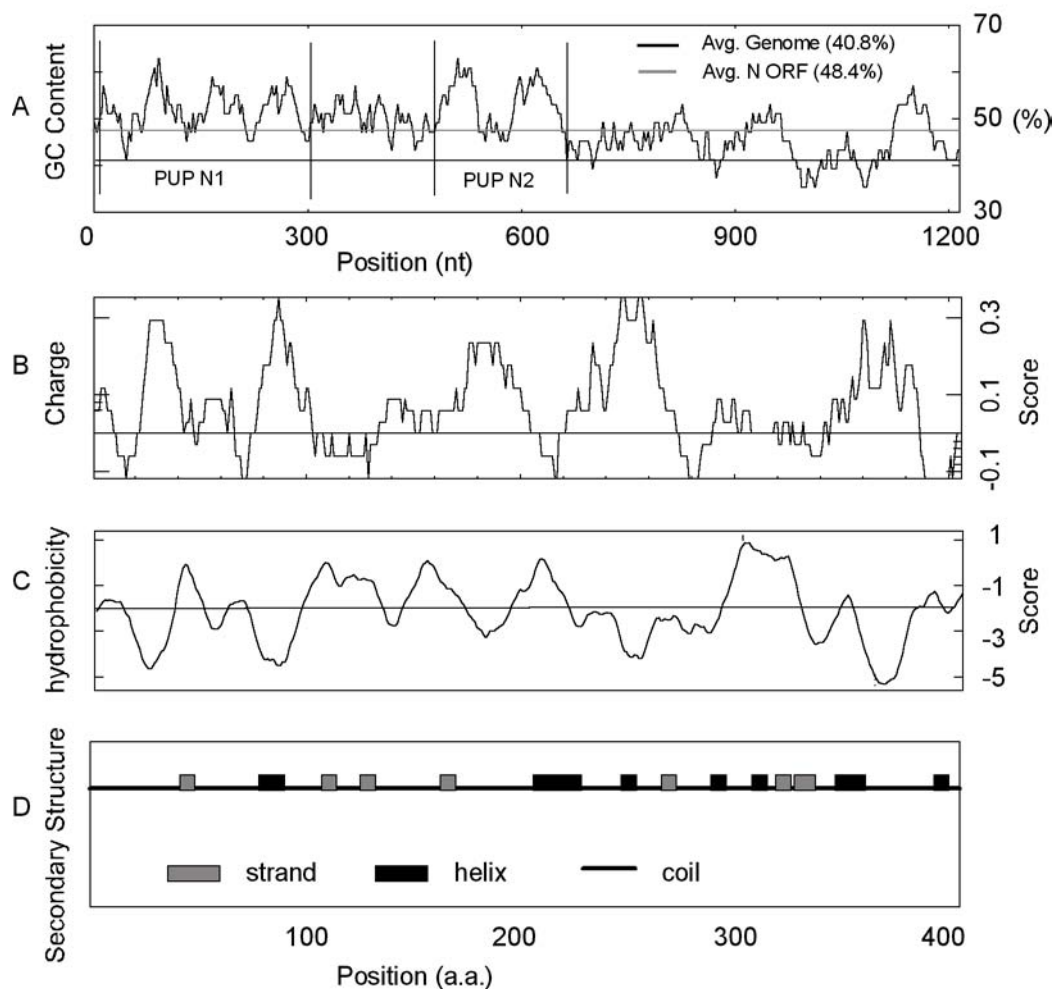 A
GC Content
70
50
30
(%)
Avg. Genome (40.8%)
Avg. N ORF (48.4%)
PUP N1
PUP N2
0
300
600
900
1200
Position (nt)
B
Charge
0.3
0.1
-0.1
Score
C
hydrophobicity
1
-1
-3
-5
Score
D
Secondary Structure
strand
helix
coil
100
200
300
400
Position (a.a.)